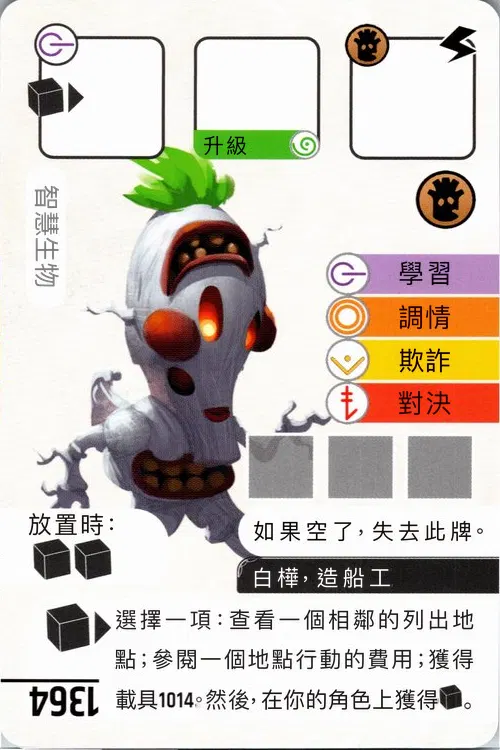 升級
智慧生物
學習
調情
欺詐
對決
放置時：
如果空了，失去此牌。
白樺，造船工
選擇一項：查看一個相鄰的列出地
點；參閱一個地點行動的費用；獲得
載具1014。然後，在你的角色上獲得。
1364